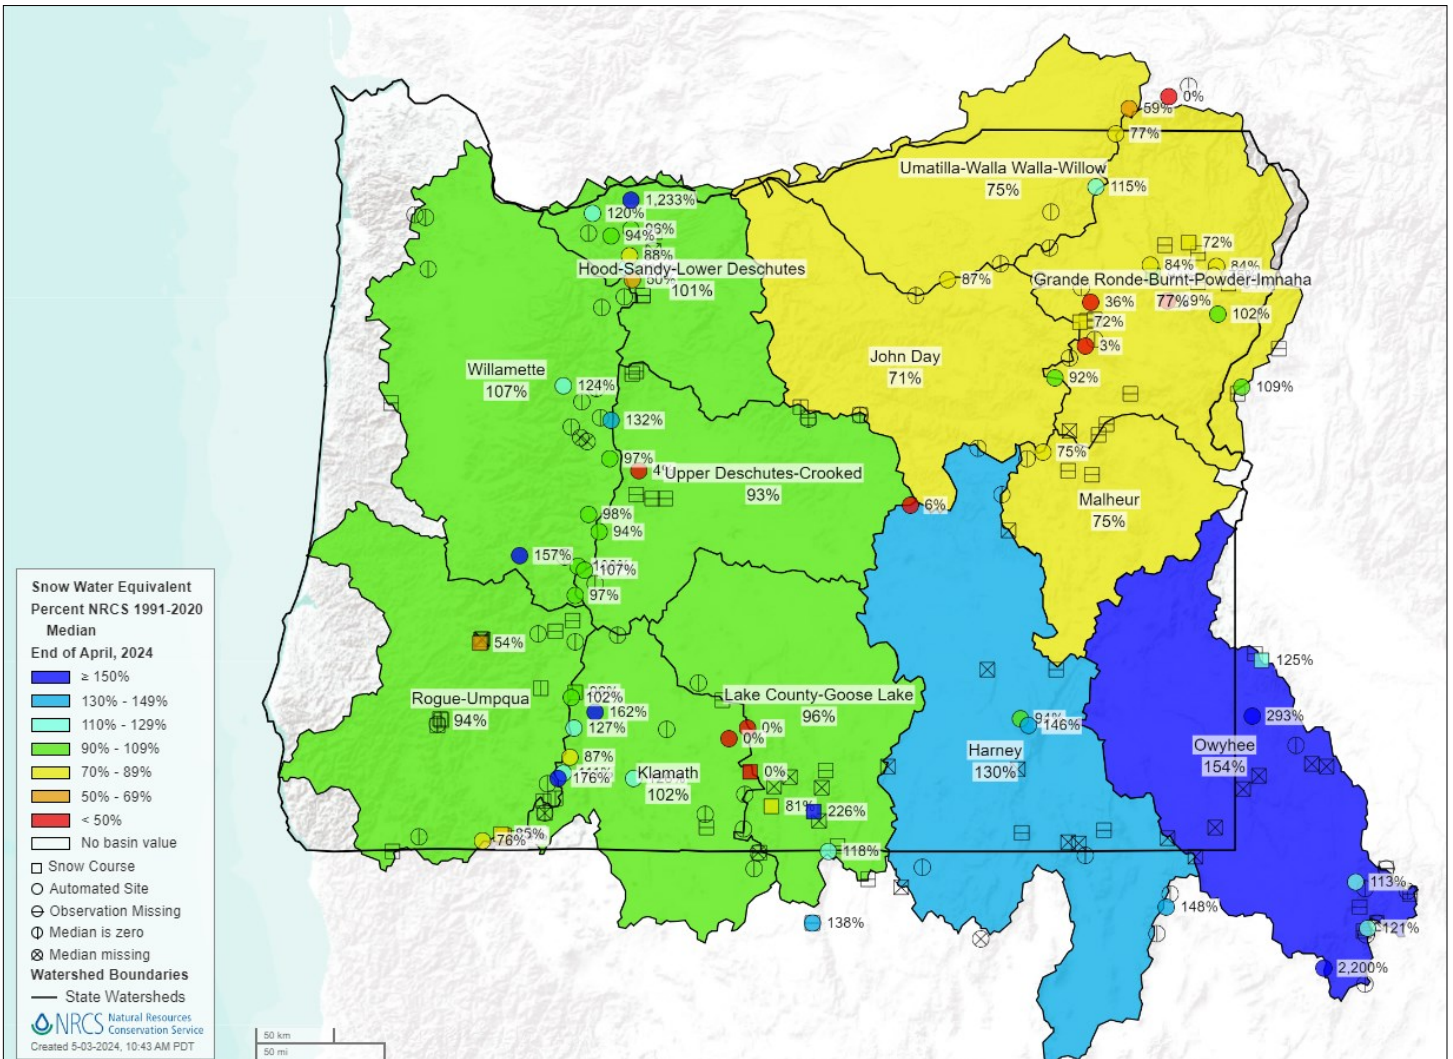 0%
59%
77%
Umatilla-Walla Walla-Willow
75%
115%
1,233%
120%
94%
88%
72%
84%
84%
Hood-Sandy-Lower Deschutes
101%
87%
Grande Ronde-Burnt-Powder-Imnaha
77%
36%
102%
72%
3%
John Day
71%
Willamette
107%
124%
92%
109%
132%
97%
75%
Upper Deschutes-Crooked
93%
Malheur
75%
6%
98%
94%
157%
107%
97%
54%
125%
Rogue-Umpqua
94%
102%
162%
127%
Lake County-Goose Lake
96%
0%
0%
293%
146%
Harney
130%
Owyhee
154%
87%
176%
Klamath
102%
0%
81%
226%
76%
118%
113%
148%
138%
121%
2,200%
Snow Water Equivalent
Percent NRCS 1991-2020
Median
End of April, 2024
≥ 150%
130% - 149%
110% - 129%
90% - 109%
70% - 89%
50% - 69%
< 50%
No basin value
Snow Course
Automated Site
Observation Missing
Median is zero
Median missing
Watershed Boundaries
State Watersheds
NRCS Natural Resources
Conservation Service
Created 5-03-2024, 10:43 AM PDT
50 km
50 mi